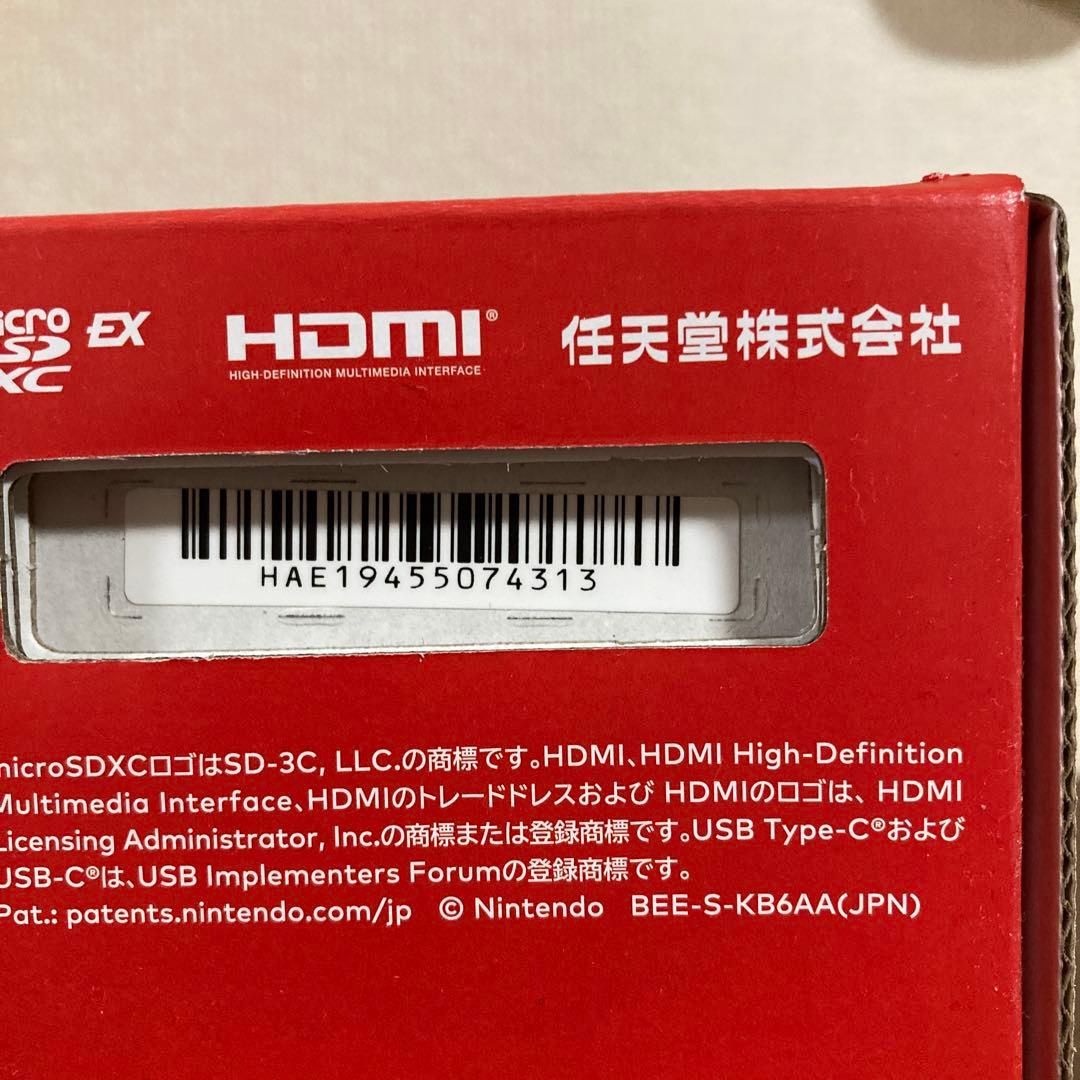 micro SD XC EX HDMI® 任天堂株式会社
HIGH-DEFINITION MULTIMEDIA INTERFACE
HAE19455074313
microSDXCロゴはSD-3C, LLC.の商標です。HDMI、HDMI High-Definition
Multimedia Interface、HDMIのトレードドレスおよび HDMIのロゴは、HDMI
Licensing Administrator, Inc.の商標または登録商標です。USB Type-C®および
USB-C®は、USB Implementers Forumの登録商標です。
Pat.: patents.nintendo.com/jp © Nintendo BEE-S-KB6AA(JPN)